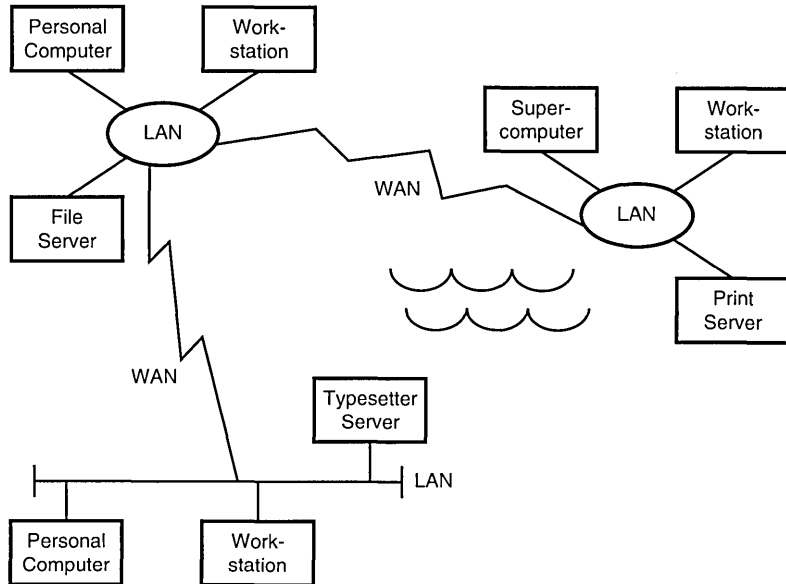 Personal
Computer
Work-
station
LAN
File
Server
WAN
Super-
computer
Work-
station
LAN
Print
Server
WAN
Typesetter
Server
LAN
Personal
Computer
Work-
station